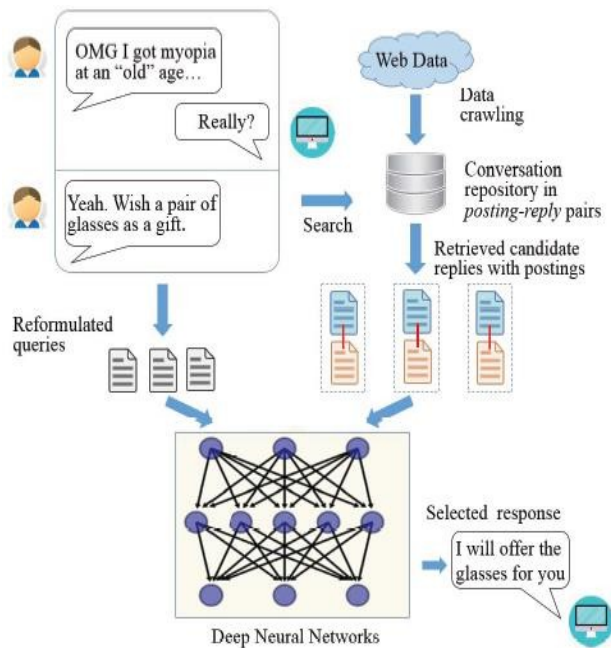 OMG I got myopia
at an “old” age…
Really?
Yeah. Wish a pair of
glasses as a gift.
Web Data
Data
crawling
Conversation
repository in
posting-reply pairs
Search
Retrieved candidate
replies with postings
Reformulated
queries
Selected response
I will offer the
glasses for you
Deep Neural Networks